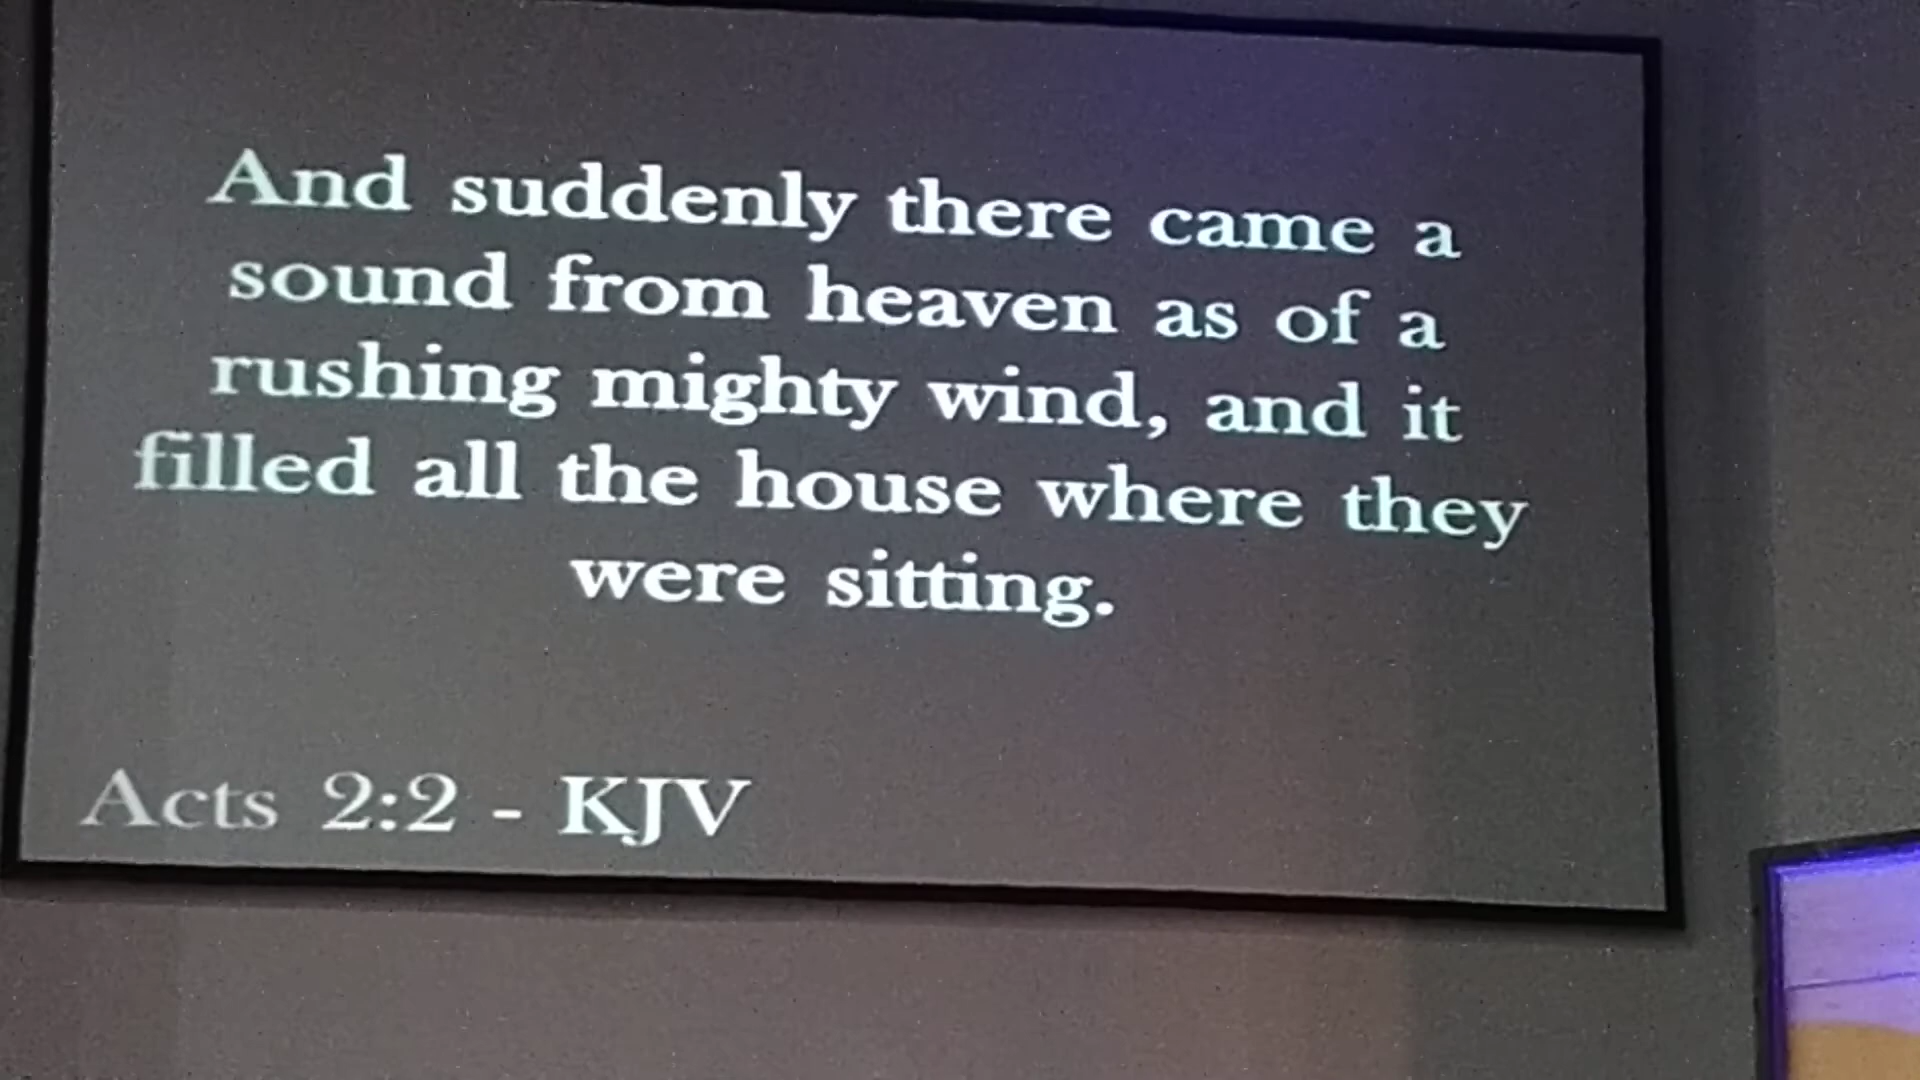 And suddenly there came a
sound from heaven as of a
rushing mighty wind, and it
filled all the house where they
were sitting.
Acts 2:2 - KJV